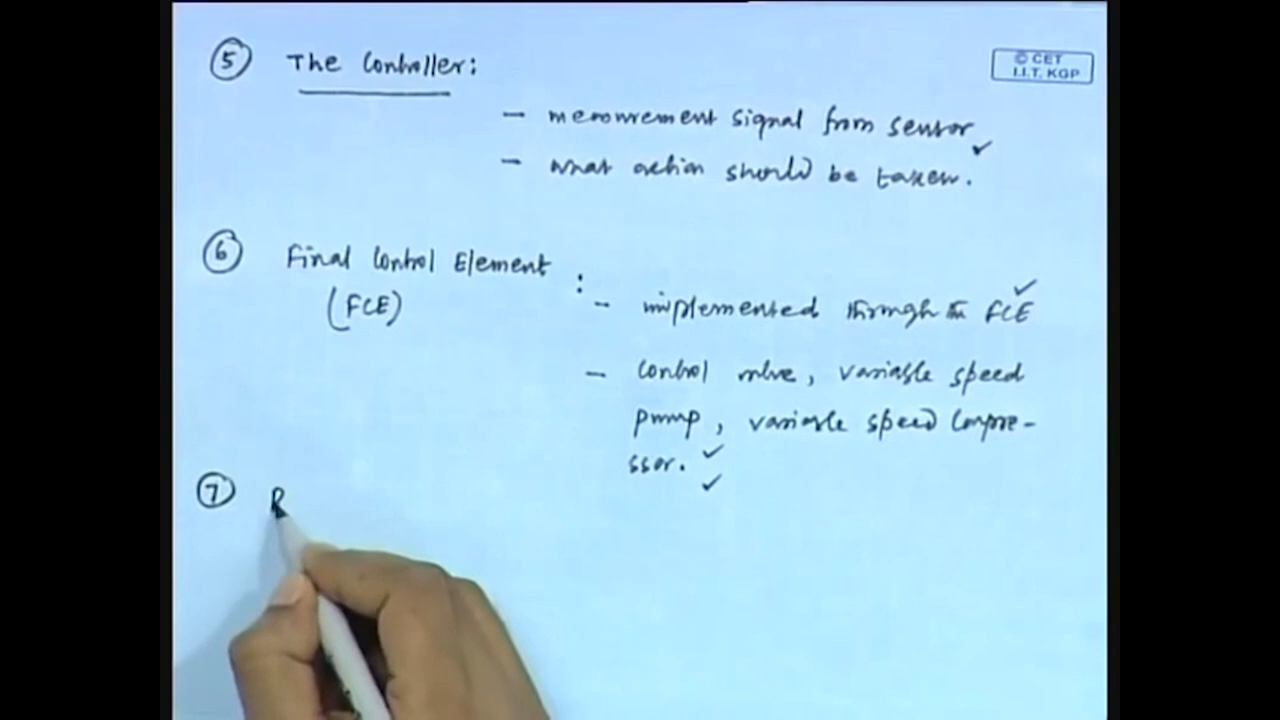 5 The Controller:
© CET
I.I.T. KGP
- measurement signal from sensor ✓
- what action should be taken.
6 Final Control Element :
(FCE)
- implemented through the FCE ✓
- Control valve, variable speed
pump, variable speed compre-
ssor. ✓
✓
7 R